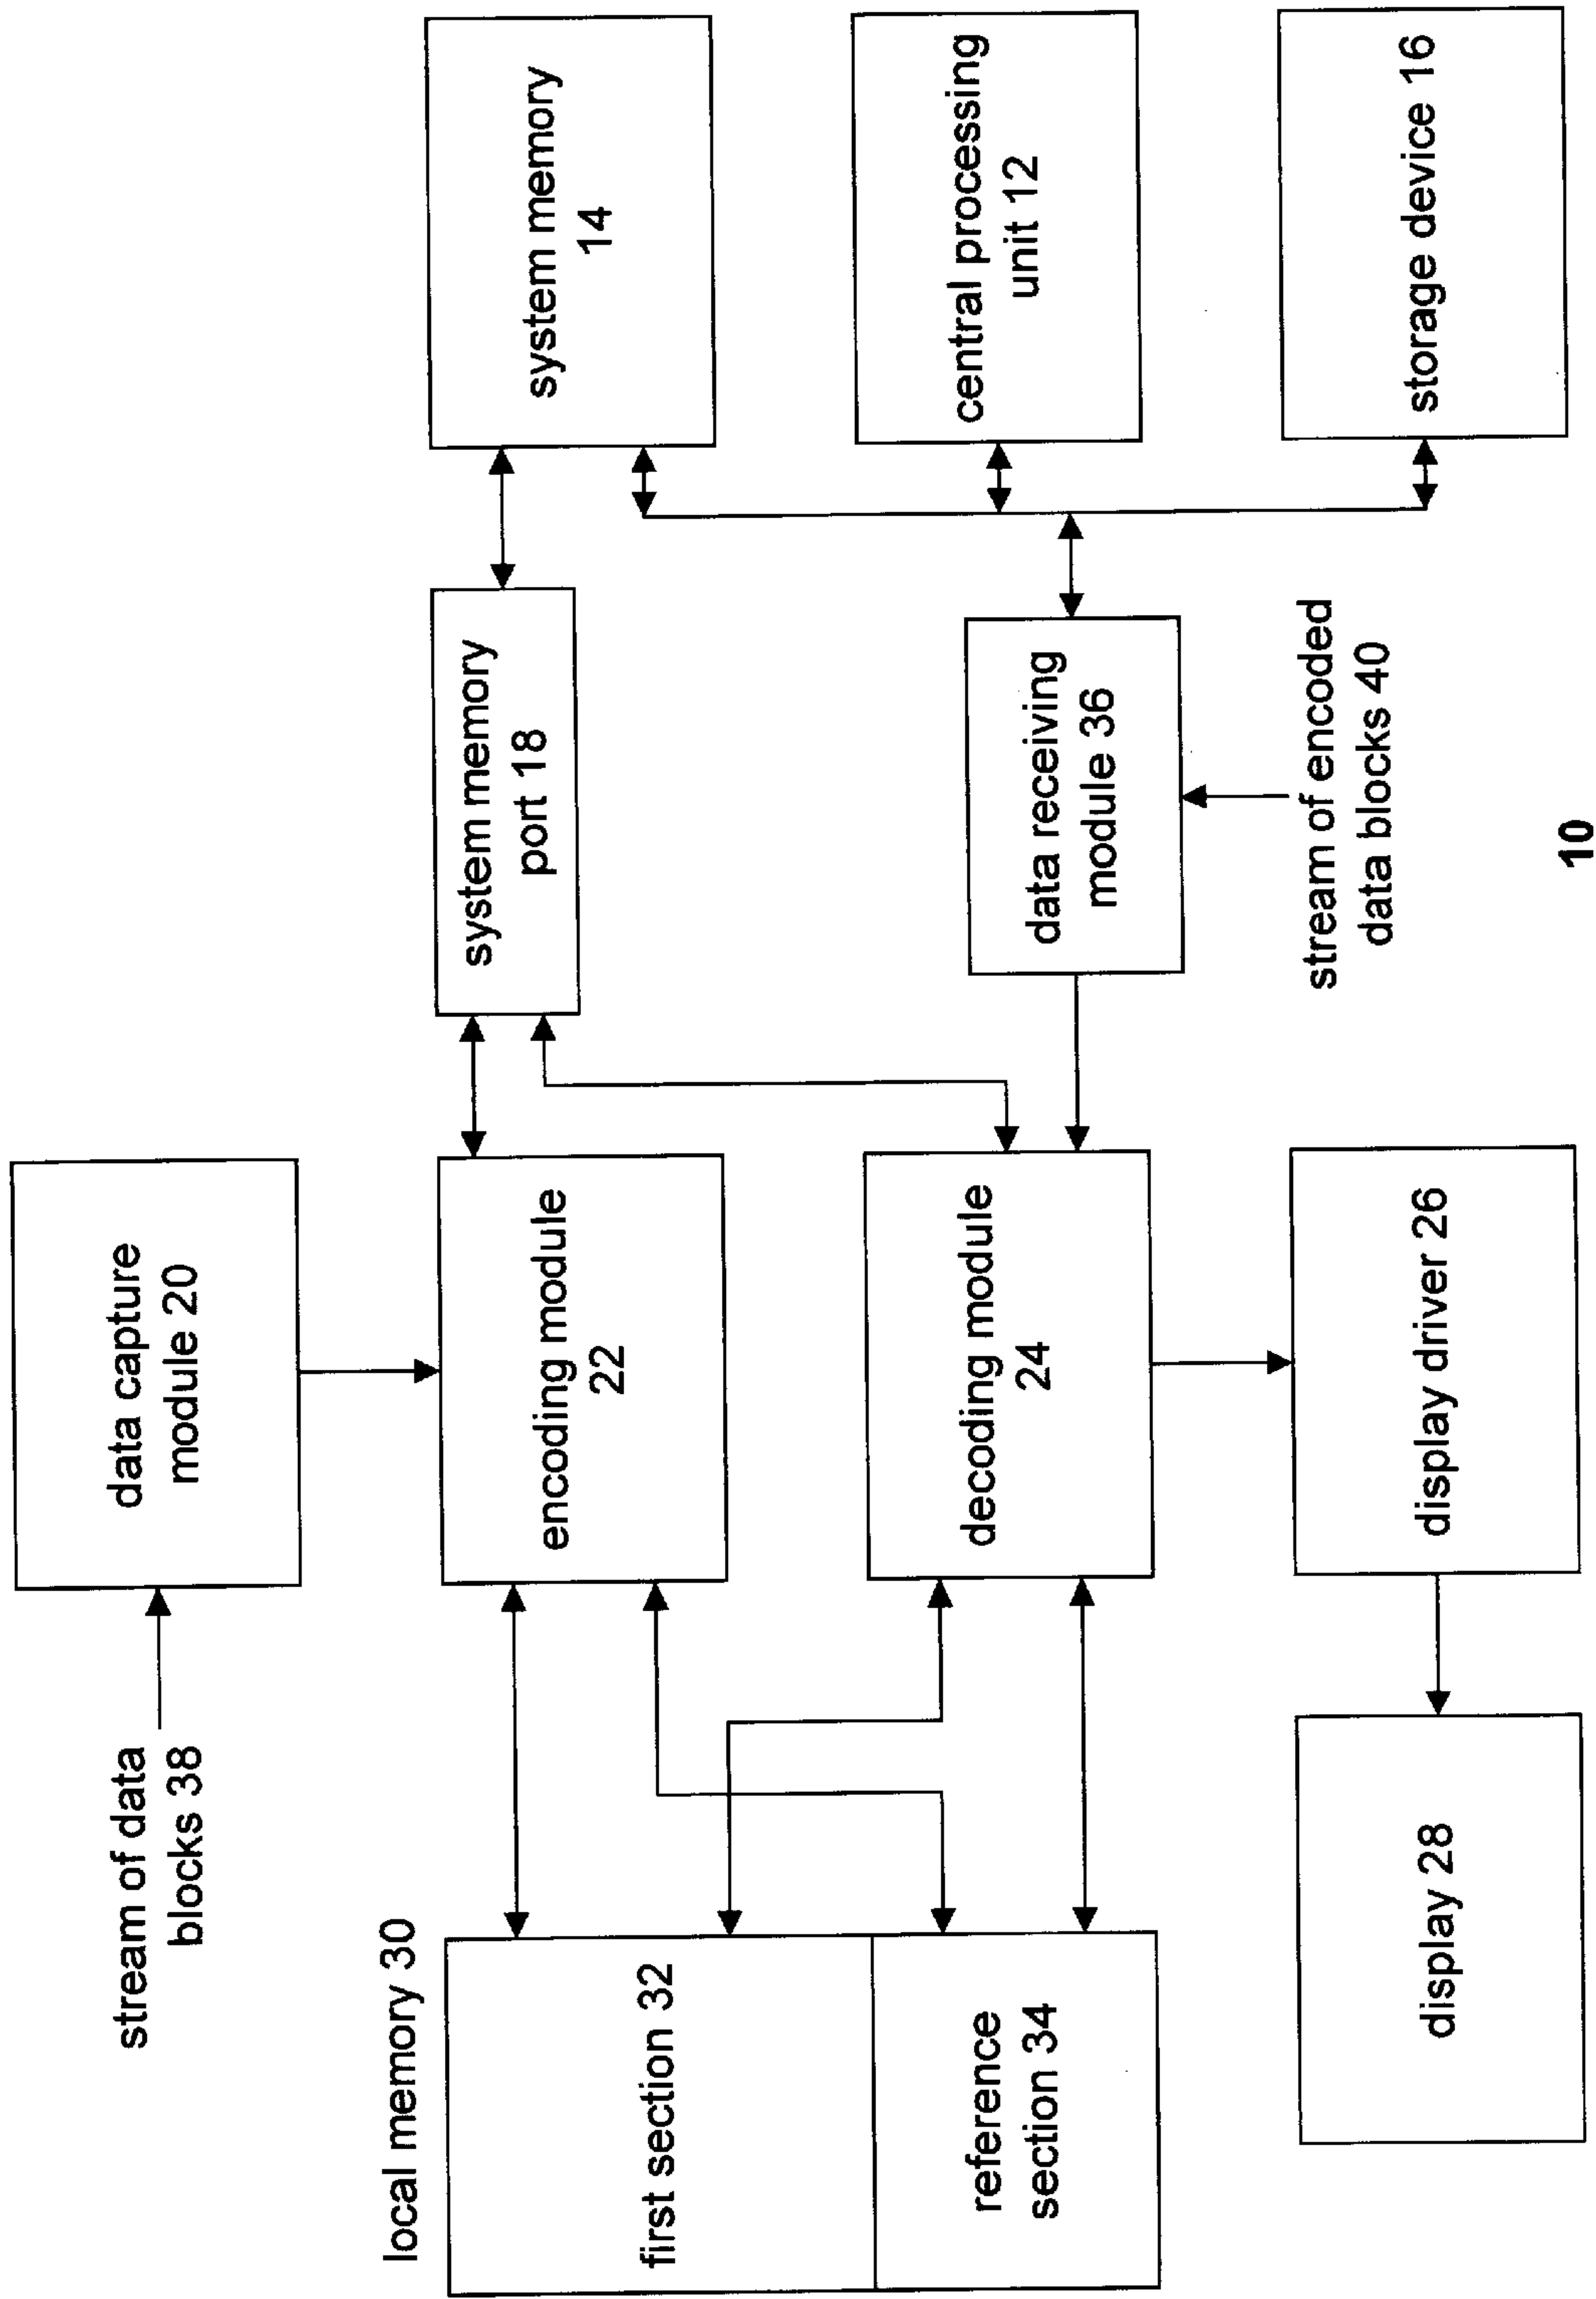 stream of data
blocks 38
data capture
module 20
local memory 30
first section 32
reference
section 34
encoding module
22
system memory
port 18
system memory
14
decoding module
24
data receiving
module 36
central processing
unit 12
display 28
display driver 26
stream of encoded
data blocks 40
storage device 16
10